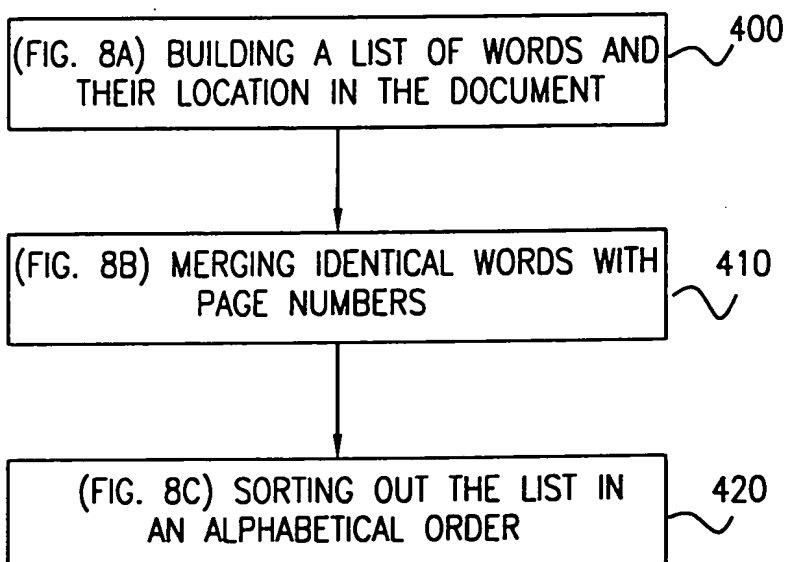 (FIG. 8A) BUILDING A LIST OF WORDS AND
THEIR LOCATION IN THE DOCUMENT
400
(FIG. 8B) MERGING IDENTICAL WORDS WITH
PAGE NUMBERS
410
(FIG. 8C) SORTING OUT THE LIST IN
AN ALPHABETICAL ORDER
420